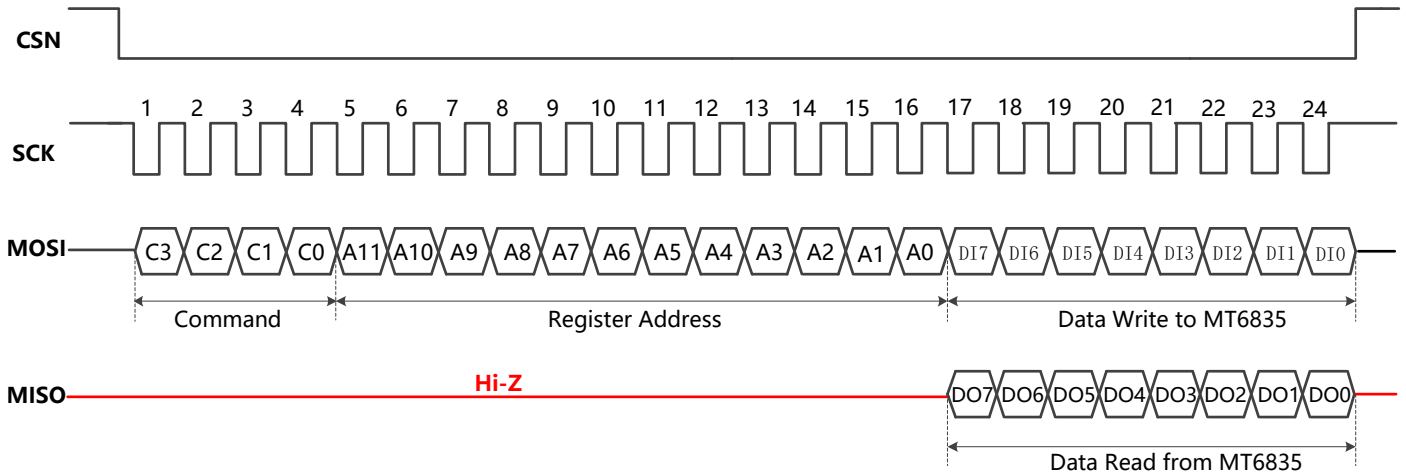 CSN
1 2 3 4 5 6 7 8 9 10 11 12 13 14 15 16 17 18 19 20 21 22 23 24
SCK
MOSI C3 C2 C1 C0 A11 A10 A9 A8 A7 A6 A5 A4 A3 A2 A1 A0 DI7 DI6 DI5 DI4 DI3 DI2 DI1 DI0
Command Register Address Data Write to MT6835
Hi-Z
MISO DO7 DO6 DO5 DO4 DO3 DO2 DO1 DO0
Data Read from MT6835